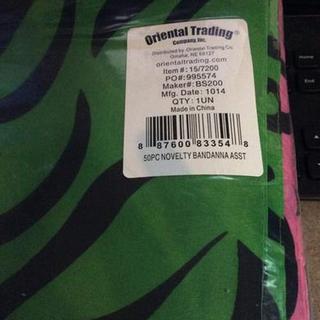 Oriental Trading®
Company, Inc.
Distributed by: Oriental Trading Co.
Omaha, NE 68127
orientaltrading.com
Item #: 15/7200
PO#: 995574
Maker#: BS200
Mfg. Date: 1014
QTY: 1UN
Made in China
8 87600 83354 8
50PC NOVELTY BANDANNA ASST